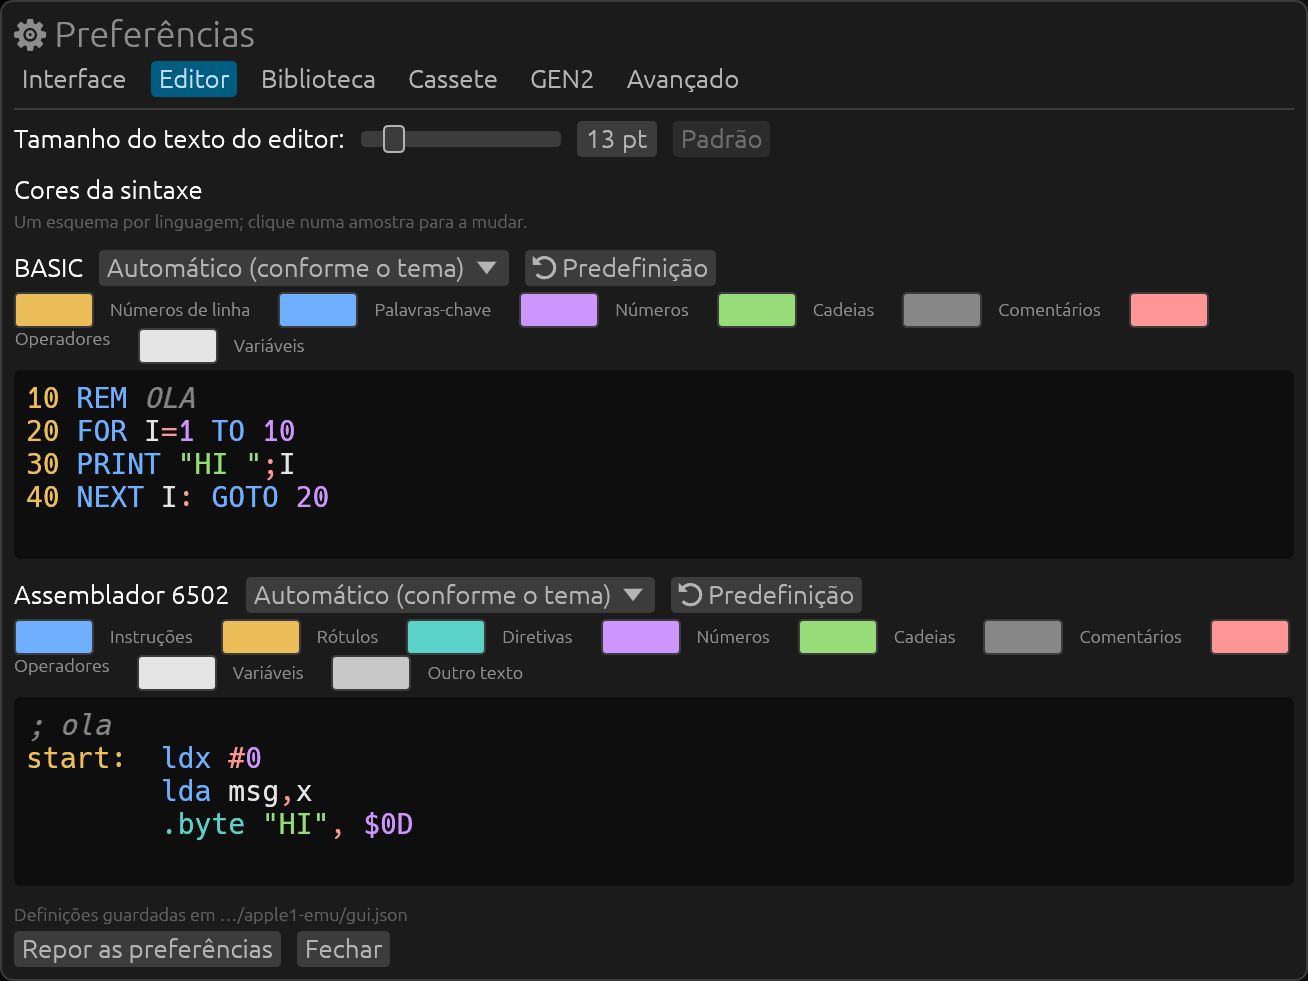 Preferências
Interface Editor Biblioteca Cassete GEN2 Avançado
Tamanho do texto do editor: 13 pt Padrão
Cores da sintaxe
Um esquema por linguagem; clique numa amostra para a mudar.
BASIC Automático (conforme o tema) Predefinição
Números de linha Palavras-chave Números Cadeias Comentários
Operadores Variáveis
10 REM OLA
20 FOR I=1 TO 10
30 PRINT "HI ";I
40 NEXT I: GOTO 20
Assemblador 6502 Automático (conforme o tema) Predefinição
Instruções Rótulos Diretivas Números Cadeias Comentários
Operadores Variáveis Outro texto
; ola
start: ldx #0
lda msg,x
.byte "HI", $0D
Definições guardadas em …/apple1-emu/gui.json
Repor as preferências Fechar